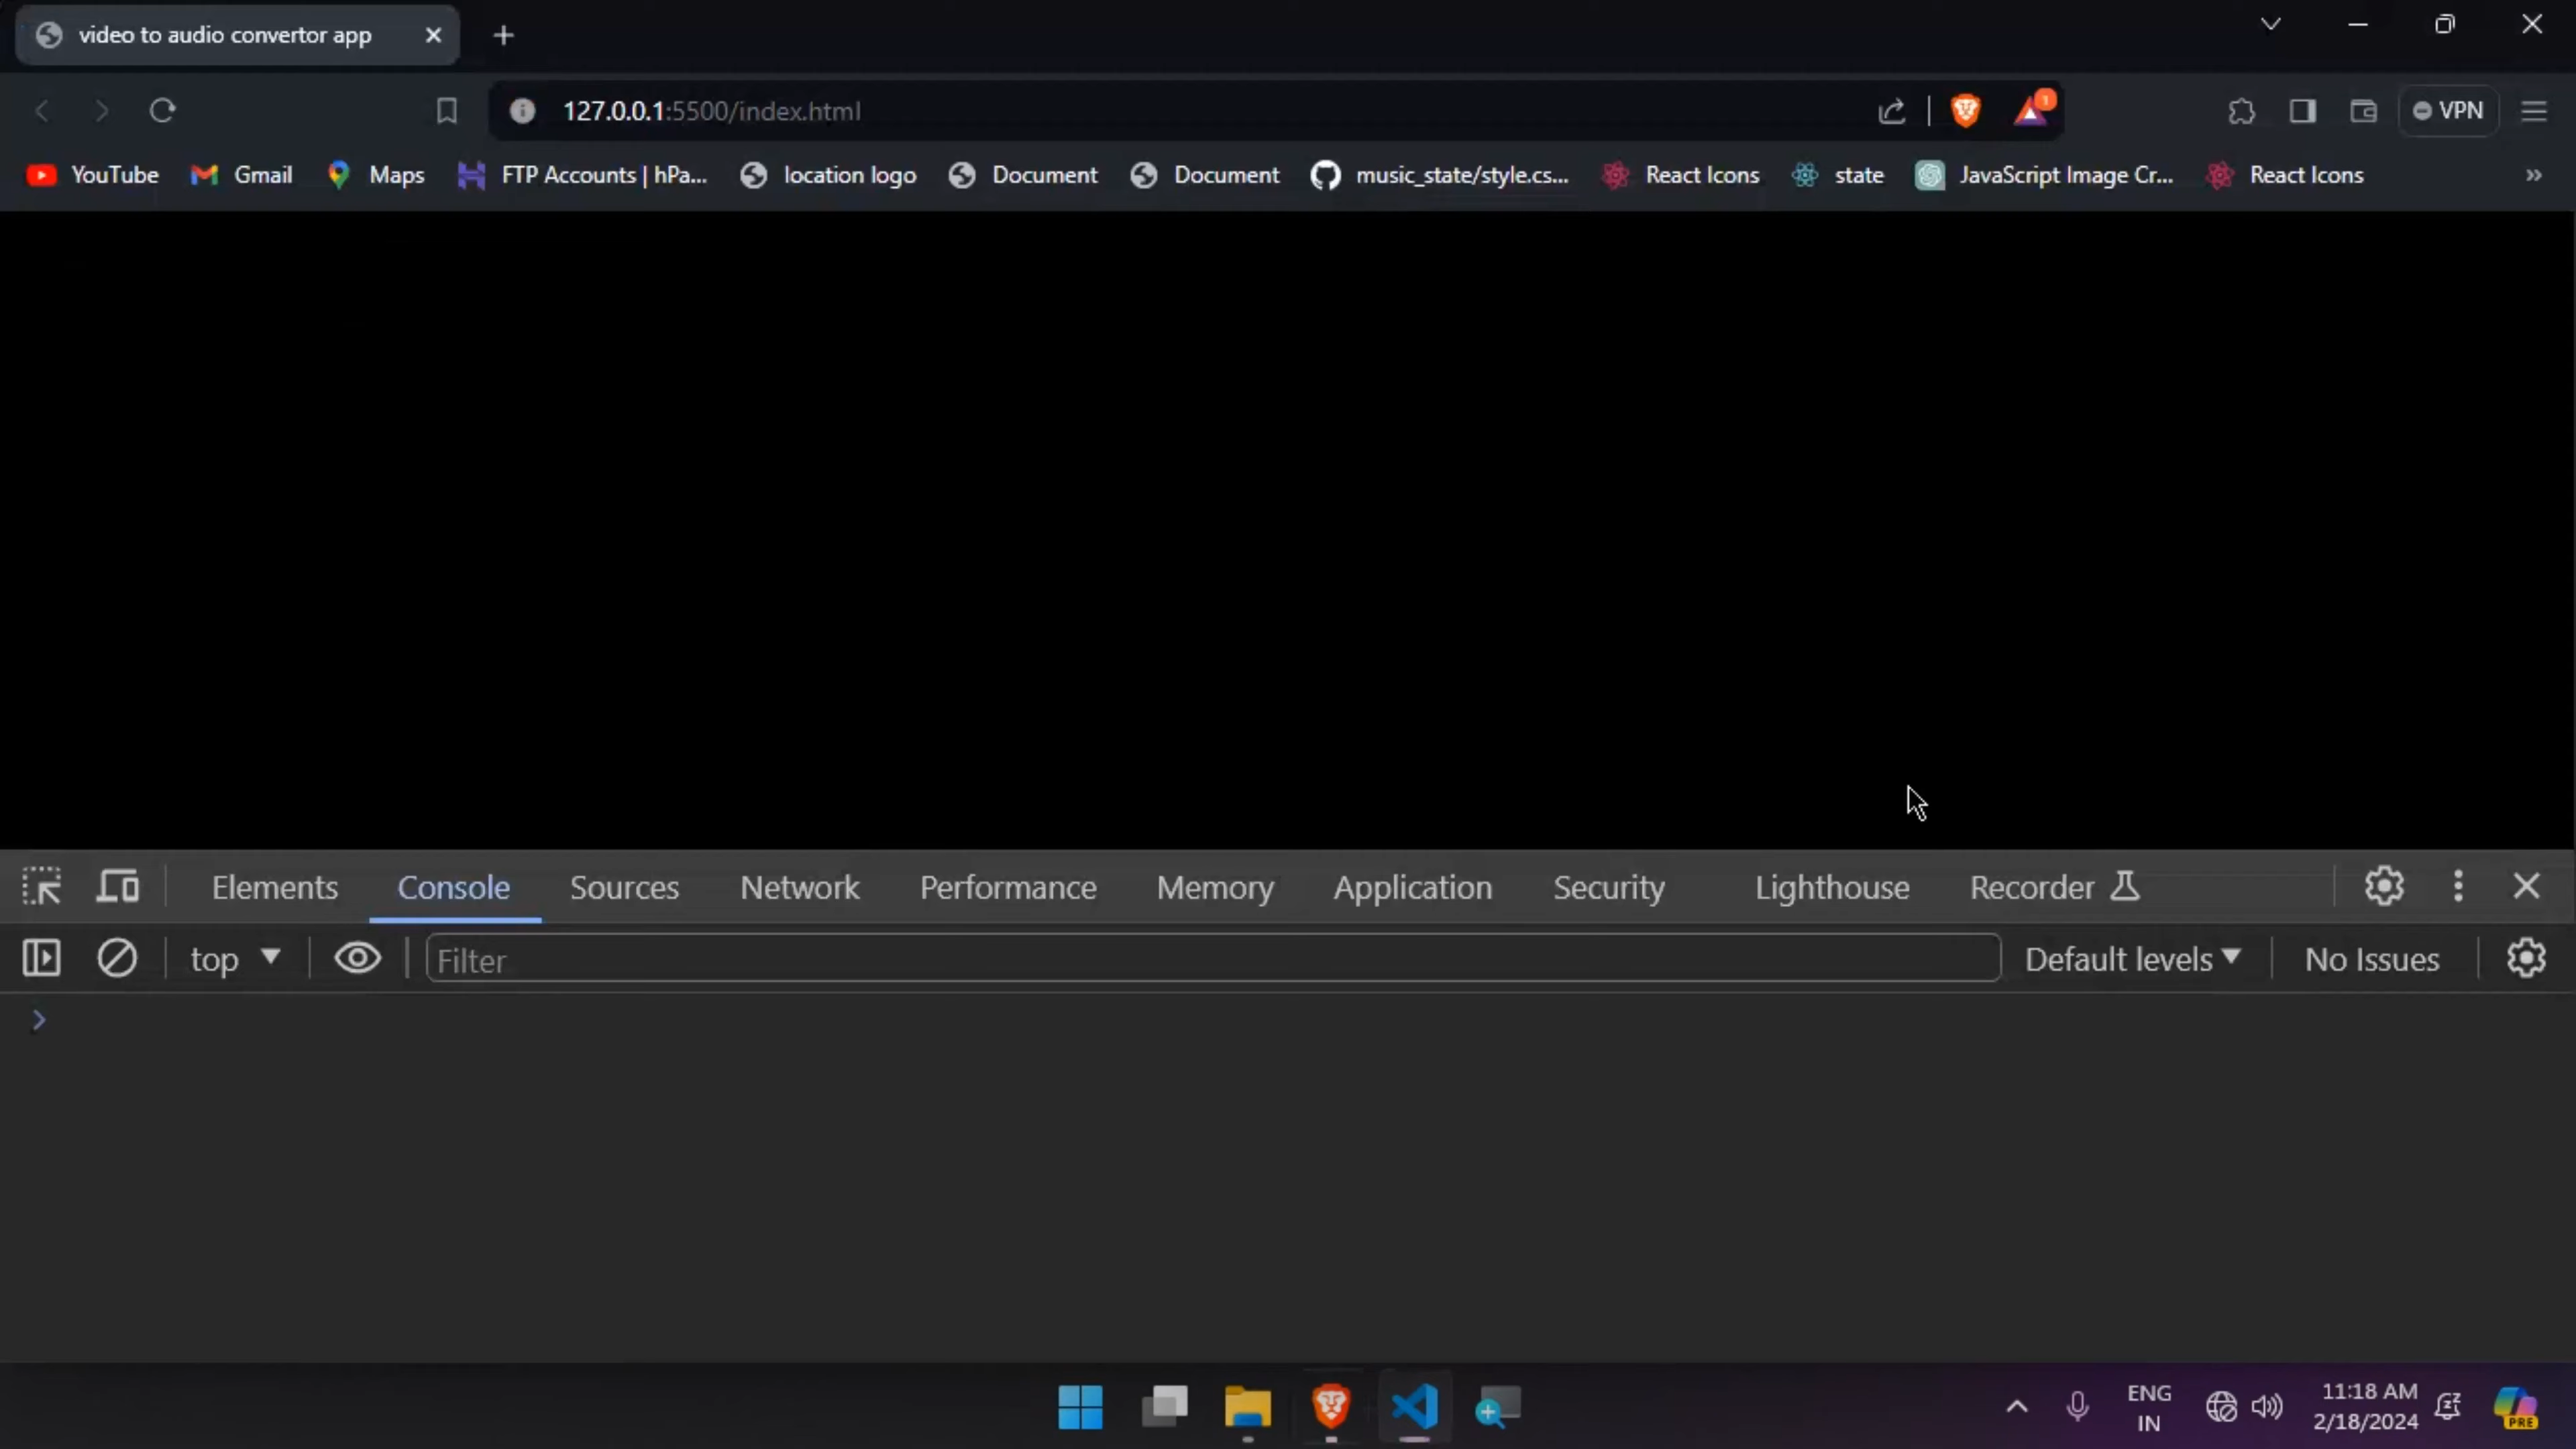 video to audio convertor app
127.0.0.1:5500/index.html
1
VPN
YouTube Gmail Maps FTP Accounts | hPa... location logo Document Document music_state/style.cs... React Icons state JavaScript Image Cr... React Icons
Elements Console Sources Network Performance Memory Application Security Lighthouse Recorder
top Filter Default levels No Issues
ENG
IN
11:18 AM
2/18/2024
PRE